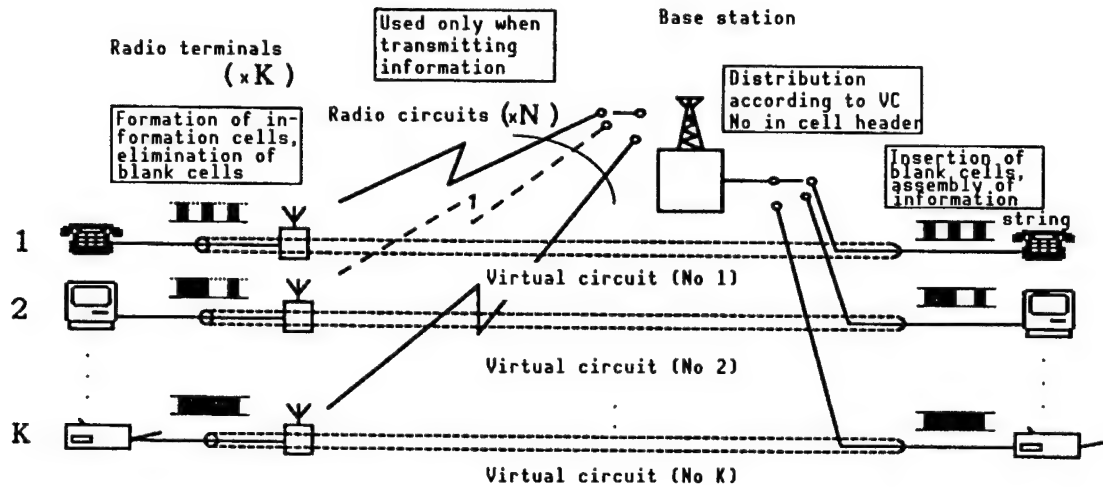 Base station
Used only when
transmitting
information
Radio terminals
(×K)
Distribution
according to VC
No in cell header
Radio circuits (×N)
Formation of in-
formation cells,
elimination of
blank cells
Insertion of
blank cells,
assembly of
information
string
1
Virtual circuit (No 1)
2
Virtual circuit (No 2)
K
Virtual circuit (No K)